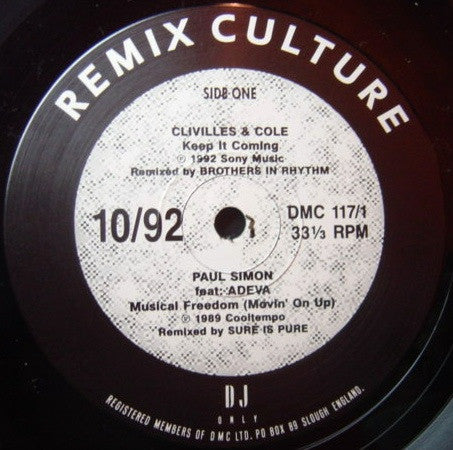 REMIX CULTURE
SIDE ONE
CLIVILLES & COLE
Keep It Coming
℗ 1992 Sony Music
Remixed by BROTHERS IN RHYTHM
10/92
DMC 117/1
33⅓ RPM
PAUL SIMON
feat: ADEVA
Musical Freedom (Movin' On Up)
℗ 1989 Cooltempo
Remixed by SURE IS PURE
DJ
ONLY
REGISTERED MEMBERS OF DMC LTD. PO BOX 89 SLOUGH ENGLAND.